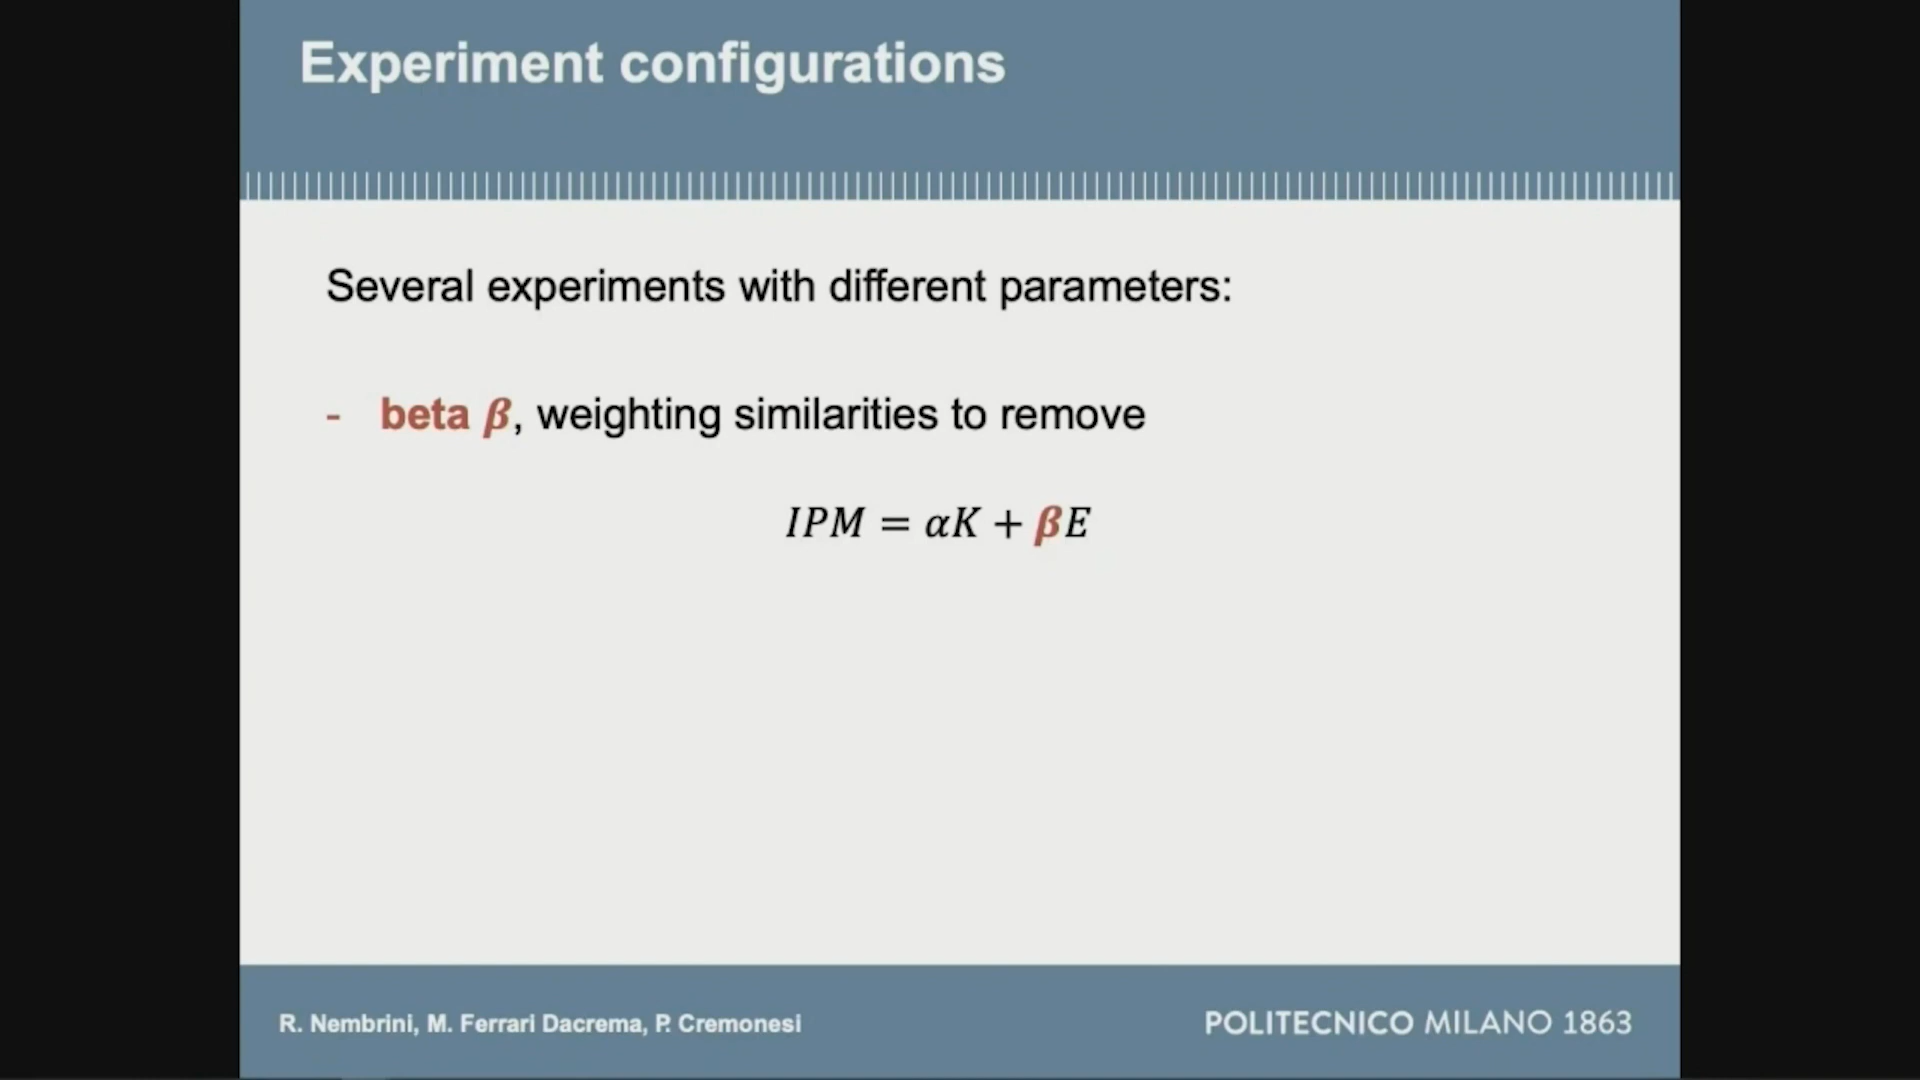 Experiment configurations
Several experiments with different parameters:
- beta β, weighting similarities to remove
IPM = αK + βE
R. Nembrini, M. Ferrari Dacrema, P. Cremonesi
POLITECNICO MILANO 1863